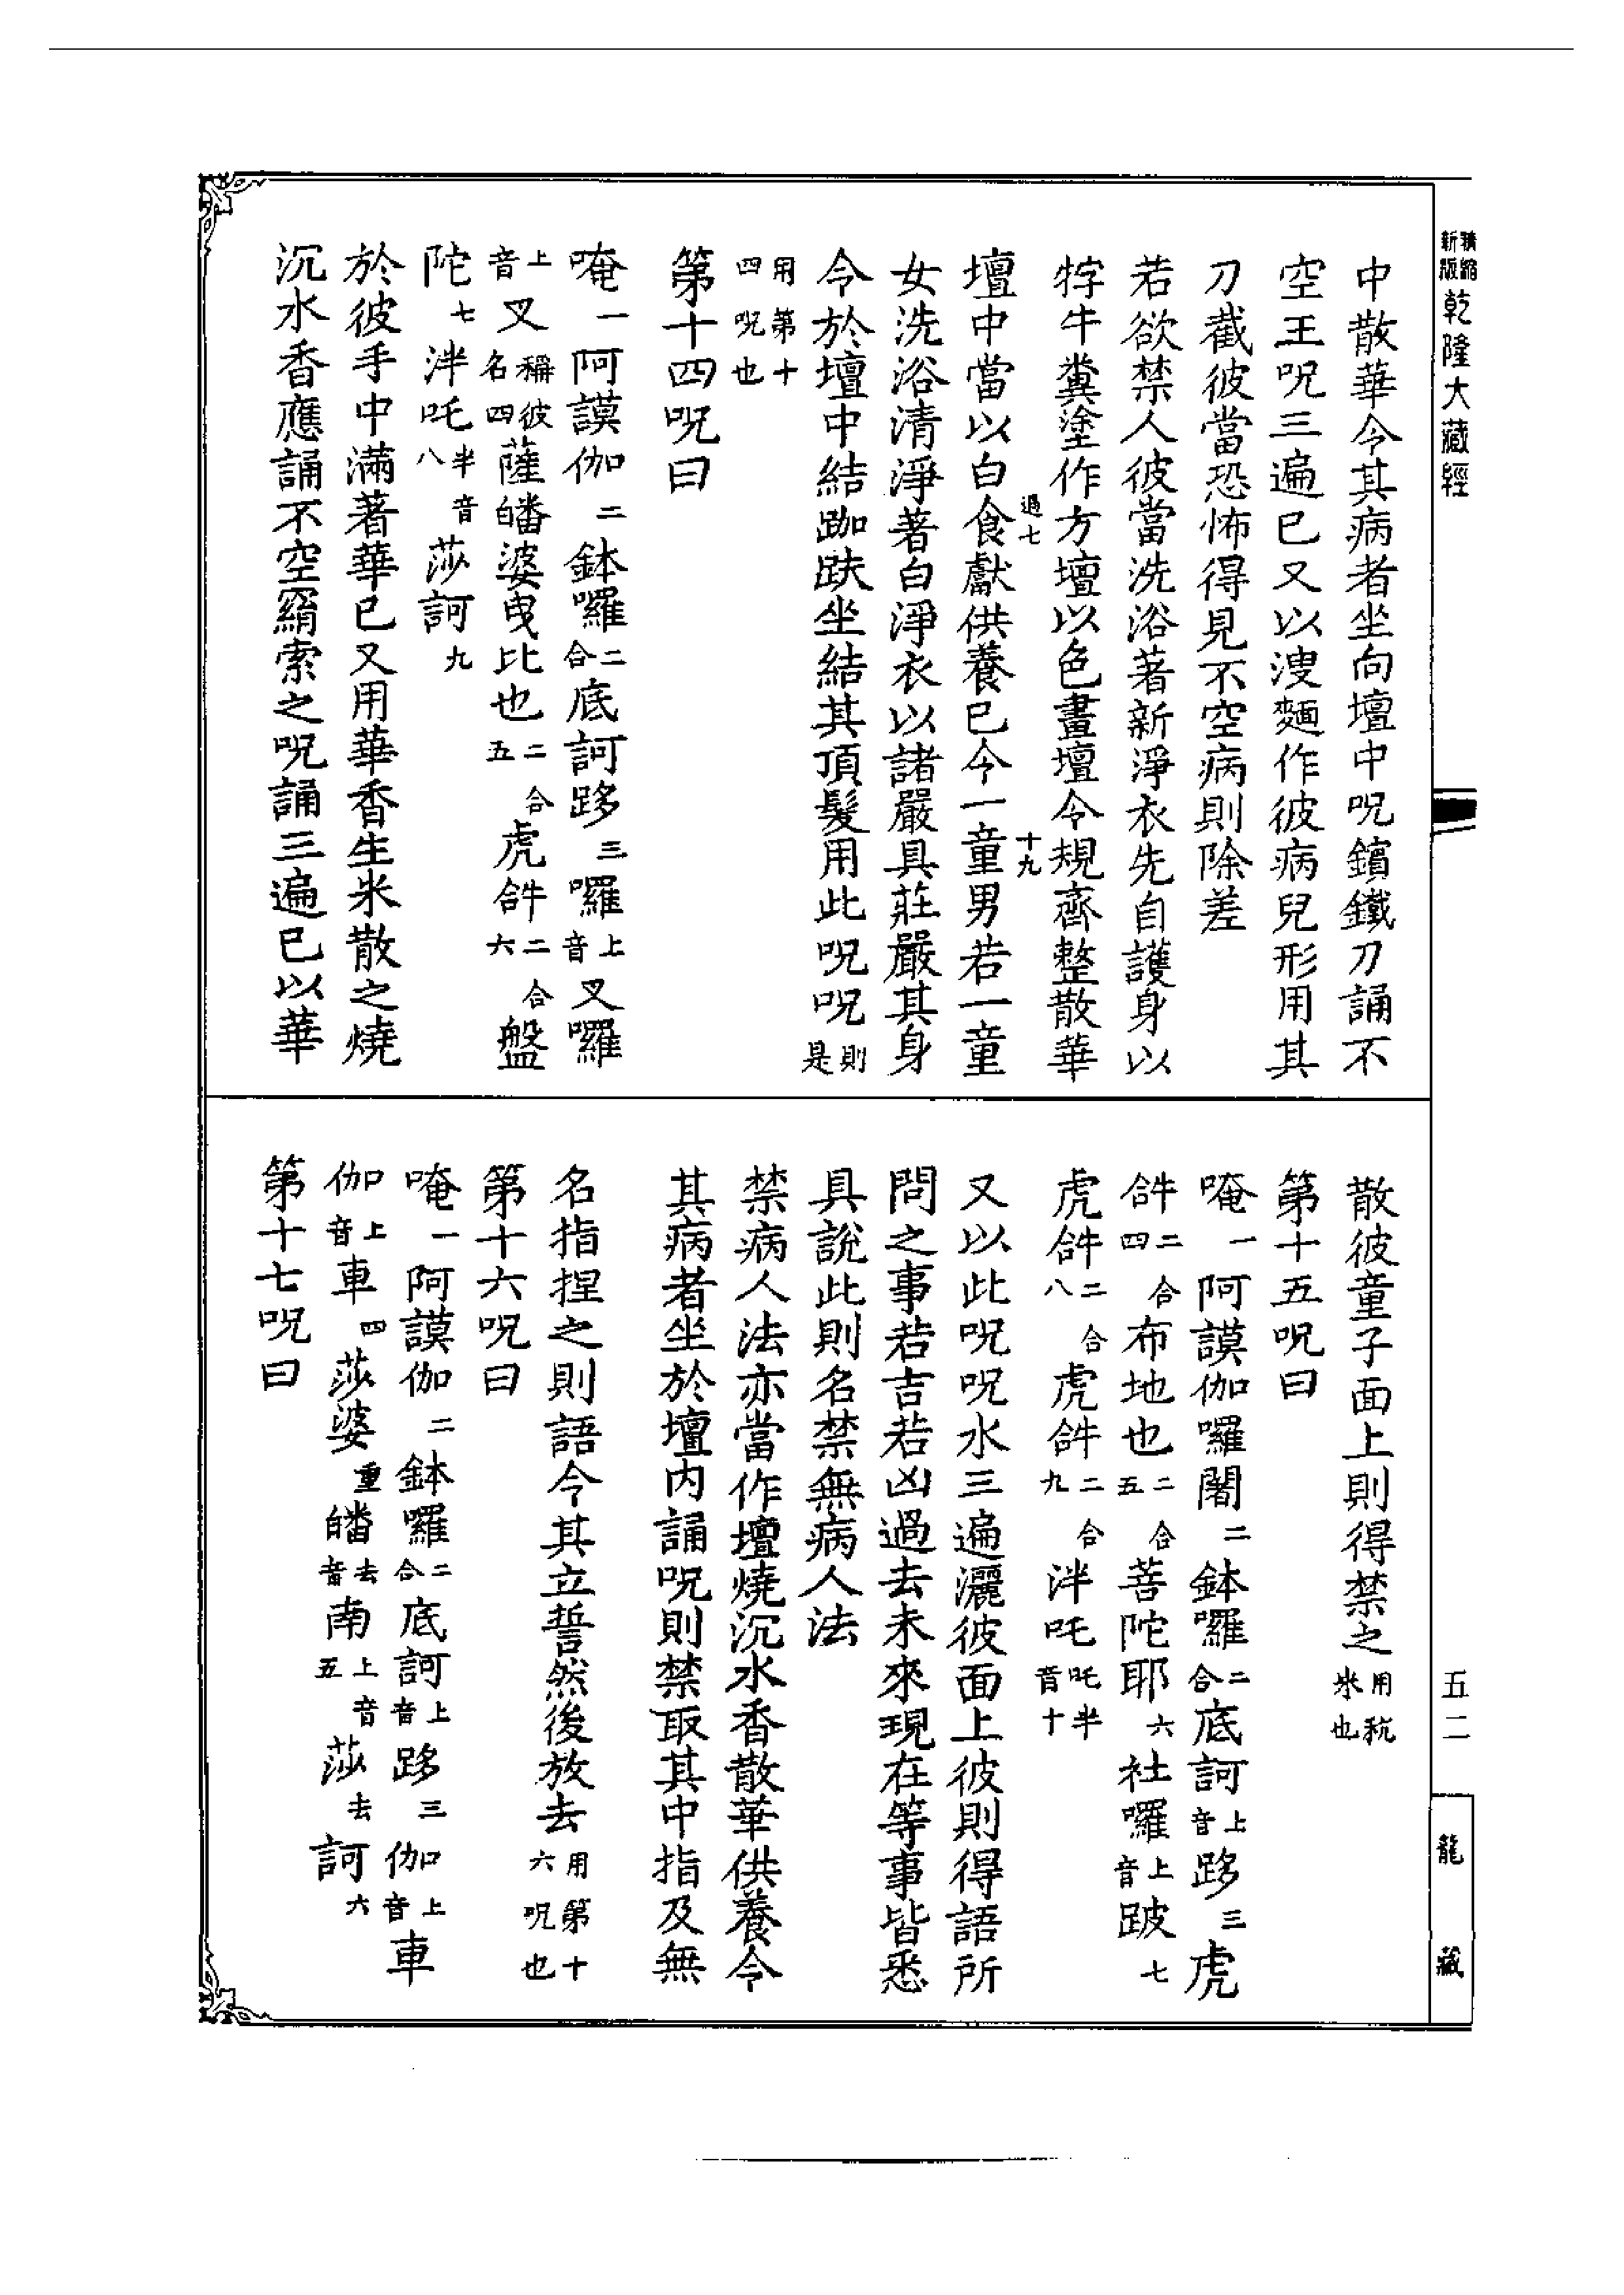 精縮新版乾隆大藏經
五二
龍藏
中散華令其病者坐向壇中呪鑌鐵刀誦不
空王呪三遍已又以溲麵作彼病兒形用其
刀截彼當恐怖得見不空病則除差
若欲禁人彼當洗浴著新淨衣先自護身以
牸牛糞塗作方壇以色畫壇令規齊整散華
過七 十九
壇中當以白食獻供養已令一童男若一童
女洗浴清淨著白淨衣以諸嚴具莊嚴其身
令於壇中結跏趺坐結其頂髮用此呪呪則是
用第十四呪也
第十四呪曰
唵一阿謨伽二鉢囉二合底訶跢三囉上音叉囉
上音叉稱彼名四薩皤婆曳比也二合五虎𤙖二合六盤
陀七泮吒半音八莎訶九
於彼手中滿著華已又用華香生米散之燒
沉水香應誦不空羂索之呪誦三遍已以華
散彼童子面上則得禁之用秔米也
第十五呪曰
唵一阿謨伽囉闍二鉢囉二合底訶上音跢三虎
𤙖二合四布地也二合五菩陀耶六社囉上音跛七
虎𤙖二合八虎𤙖二合九泮吒吒半音十
又以此呪呪水三遍灑彼面上彼則得語所
問之事若吉若凶過去未來現在等事皆悉
具說此則名禁無病人法
禁病人法亦當作壇燒沉水香散華供養令
其病者坐於壇內誦呪則禁取其中指及無
名指捏之則語令其立誓然後放去用第十六呪也
第十六呪曰
唵一阿謨伽二鉢囉二合底訶上音跢三伽上音車
伽上音車四莎婆重皤去音南上音五莎去訶六
第十七呪曰